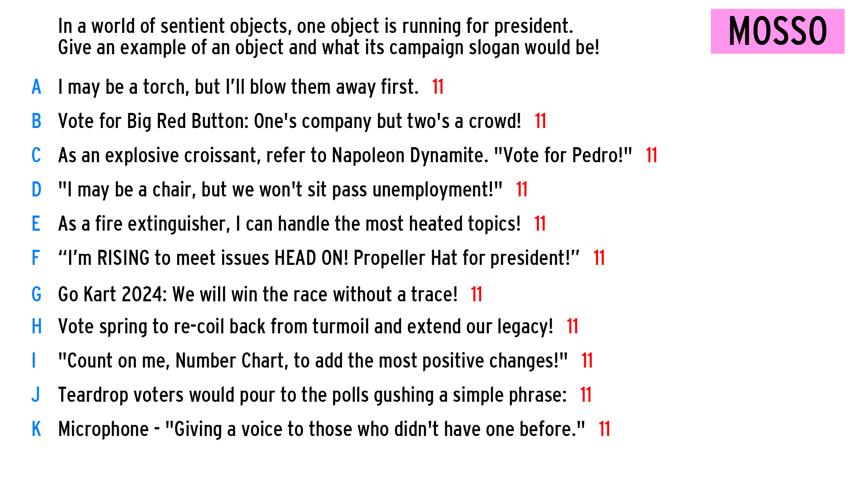 In a world of sentient objects, one object is running for president.
Give an example of an object and what its campaign slogan would be!
MOSSO
A I may be a torch, but I’ll blow them away first. 11
B Vote for Big Red Button: One's company but two's a crowd! 11
C As an explosive croissant, refer to Napoleon Dynamite. "Vote for Pedro!" 11
D "I may be a chair, but we won't sit pass unemployment!" 11
E As a fire extinguisher, I can handle the most heated topics! 11
F “I’m RISING to meet issues HEAD ON! Propeller Hat for president!” 11
G Go Kart 2024: We will win the race without a trace! 11
H Vote spring to re-coil back from turmoil and extend our legacy! 11
I "Count on me, Number Chart, to add the most positive changes!" 11
J Teardrop voters would pour to the polls gushing a simple phrase: 11
K Microphone - "Giving a voice to those who didn't have one before." 11